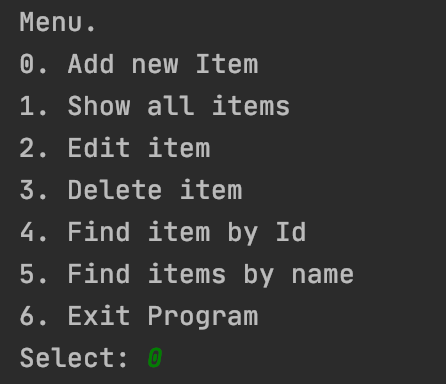 Menu.
0. Add new Item
1. Show all items
2. Edit item
3. Delete item
4. Find item by Id
5. Find items by name
6. Exit Program
Select: 0